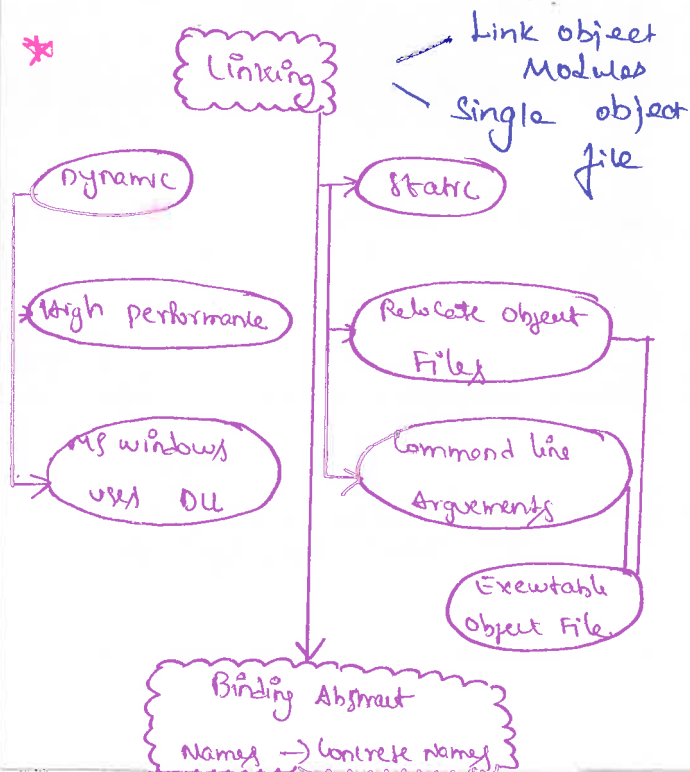 Linking
Link object
Modules
Single object
file
Dynamic
Static
High performance
Relocate object
Files
MS windows
uses DLL
Command line
Arguements
Executable
Object File.
Binding Abstract
Names → Concrete Names